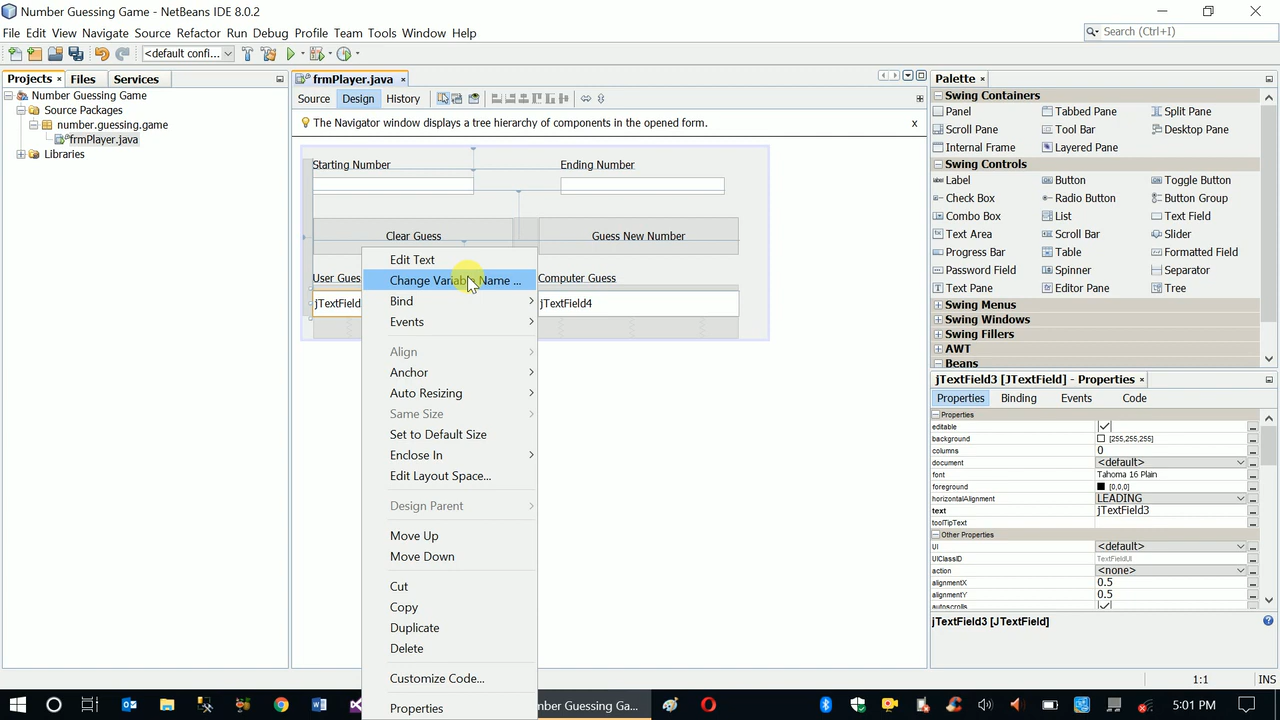 Number Guessing Game - NetBeans IDE 8.0.2
File Edit View Navigate Source Refactor Run Debug Profile Team Tools Window Help
Search (Ctrl+I)
<default confi...
Projects × Files Services
frmPlayer.java ×
Palette ×
Number Guessing Game
Source Packages
number.guessing.game
frmPlayer.java
Libraries
Source Design History
The Navigator window displays a tree hierarchy of components in the opened form. x
Starting Number Ending Number
Clear Guess Guess New Number
User Gues Computer Guess
jTextField jTextField4
Edit Text
Change Variable Name ...
Bind
Events
Align
Anchor
Auto Resizing
Same Size
Set to Default Size
Enclose In
Edit Layout Space...
Design Parent
Move Up
Move Down
Cut
Copy
Duplicate
Delete
Customize Code...
Properties
Swing Containers
Panel Tabbed Pane Split Pane
Scroll Pane Tool Bar Desktop Pane
Internal Frame Layered Pane
Swing Controls
Label Button Toggle Button
Check Box Radio Button Button Group
Combo Box List Text Field
Text Area Scroll Bar Slider
Progress Bar Table Formatted Field
Password Field Spinner Separator
Text Pane Editor Pane Tree
Swing Menus
Swing Windows
Swing Fillers
AWT
Beans
jTextField3 [JTextField] - Properties ×
Properties Binding Events Code
Properties
editable
background [255,255,255]
columns 0
document <default>
font Tahoma 16 Plain
foreground [0,0,0]
horizontalAlignment LEADING
text jTextField3
toolTipText
Other Properties
UI <default>
UIClassID TextFieldUI
action <none>
alignmentX 0.5
alignmentY 0.5
autoscrolls
jTextField3 [JTextField]
1:1 INS
mber Guessing Ga...
5:01 PM